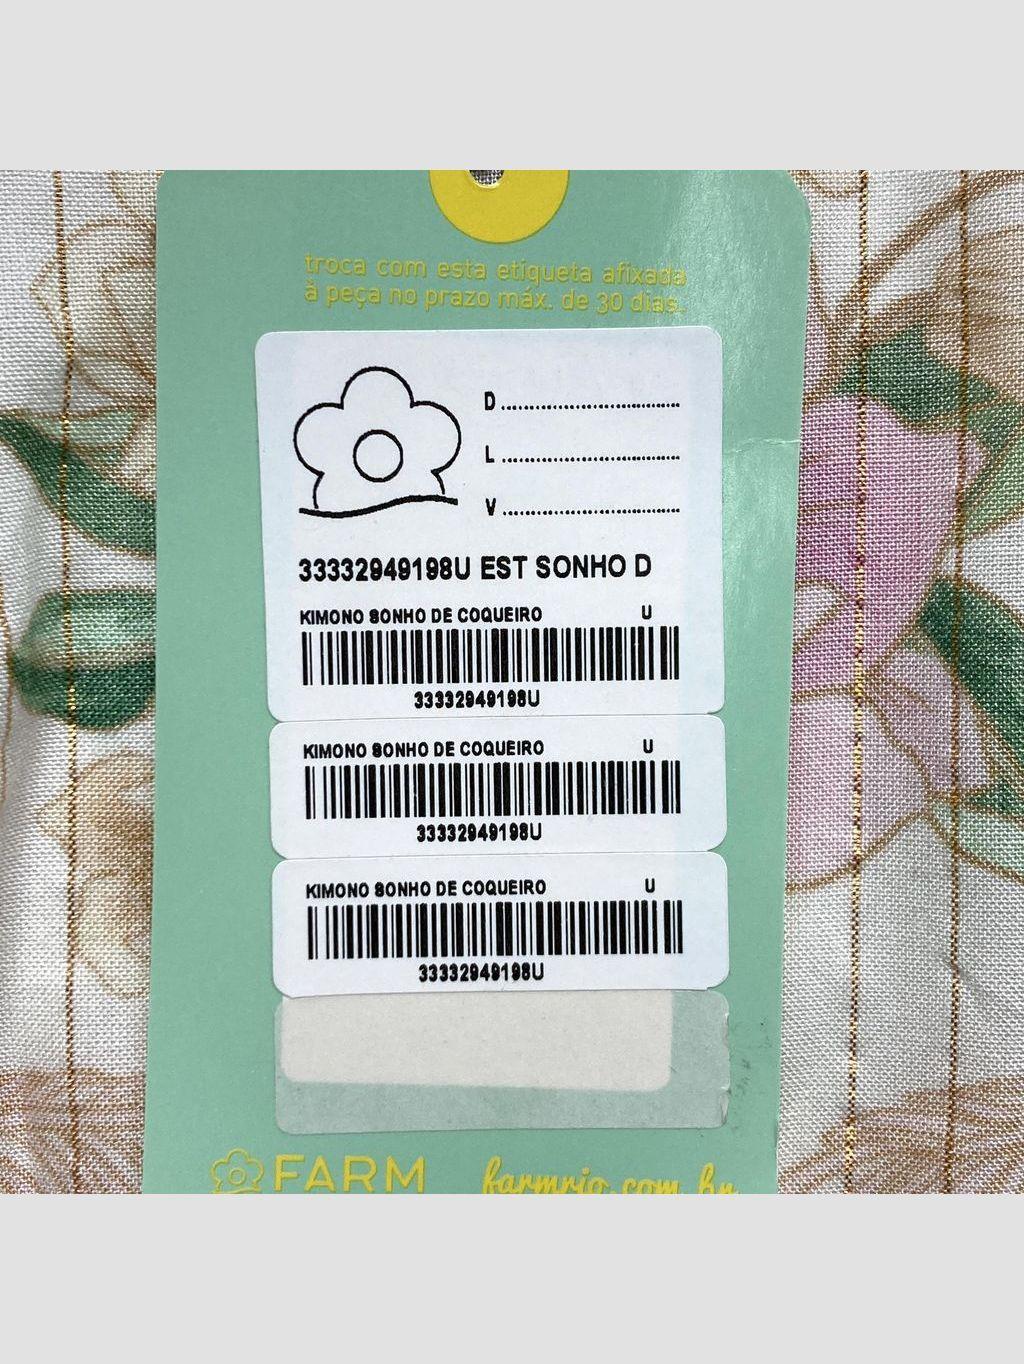 troca com esta etiqueta afixada
à peça no prazo máx. de 30 dias.
D ................................
L ................................
V ................................
33332949198U EST SONHO D
KIMONO SONHO DE COQUEIRO U
33332949198U
KIMONO SONHO DE COQUEIRO U
33332949198U
KIMONO SONHO DE COQUEIRO U
33332949198U
FARM farmrio.com.br